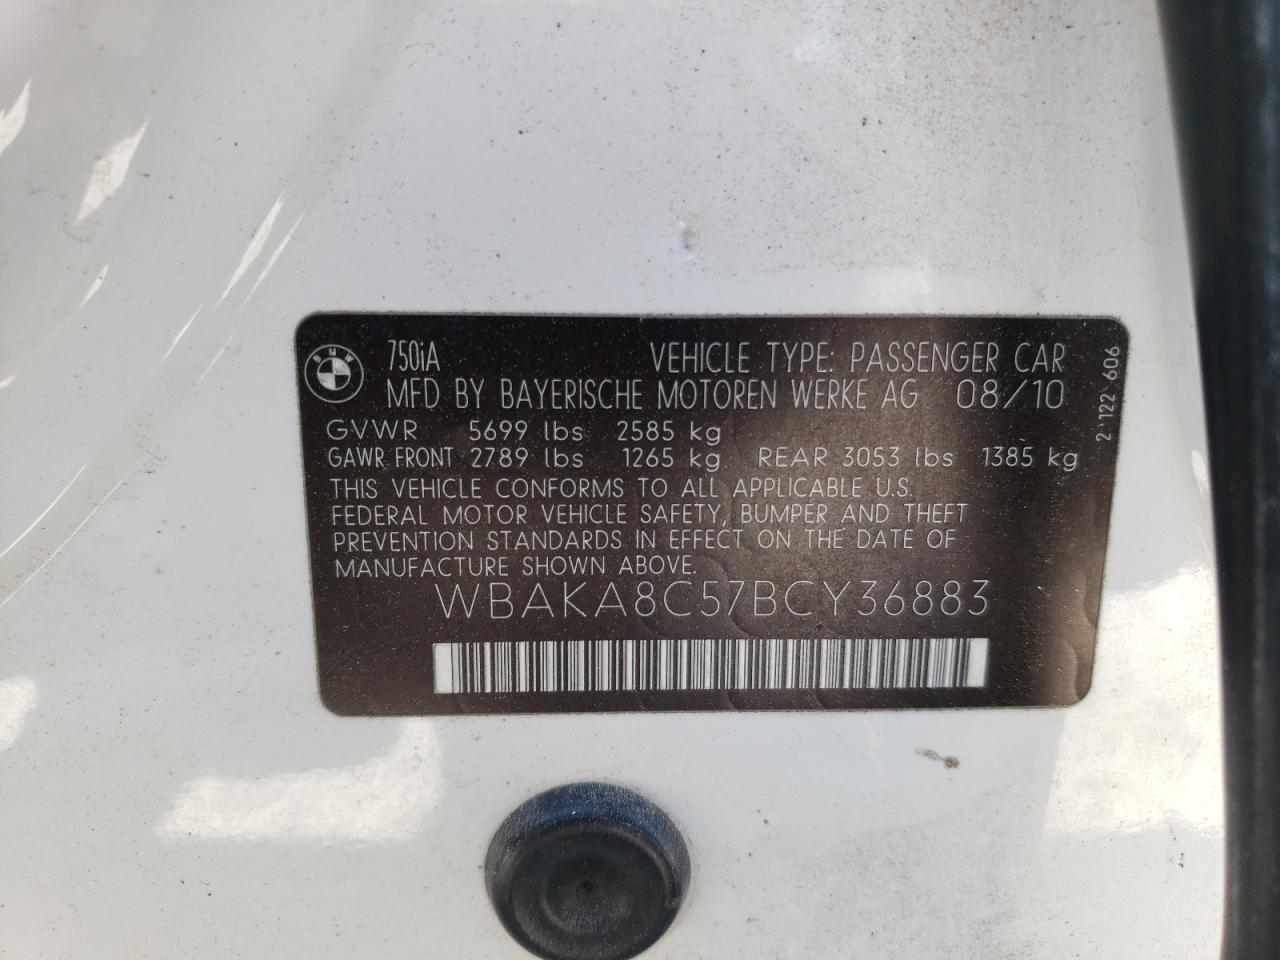 BMW
750iA VEHICLE TYPE: PASSENGER CAR
MFD BY BAYERISCHE MOTOREN WERKE AG 08/10
GVWR 5699 lbs 2585 kg
GAWR FRONT 2789 lbs 1265 kg REAR 3053 lbs 1385 kg
THIS VEHICLE CONFORMS TO ALL APPLICABLE U.S.
FEDERAL MOTOR VEHICLE SAFETY, BUMPER AND THEFT
PREVENTION STANDARDS IN EFFECT ON THE DATE OF
MANUFACTURE SHOWN ABOVE.
WBAKA8C57BCY36883
2 122 606